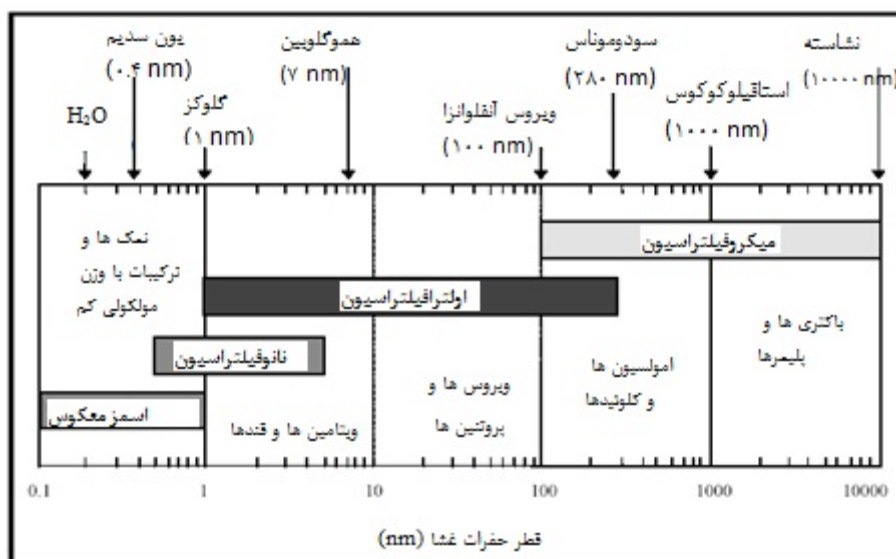 نشاسته
(۱۰۰۰۰ nm)
سودوموناس
(۲۸۰ nm)
استافیلوکوکوس
(۱۰۰۰ nm)
هموگلوبین
(۷ nm)
ویروس آنفلوانزا
(۱۰۰ nm)
یون سدیم
(۰.۴ nm)
گلوکز
(۱ nm)
H₂O
میکروفیلتراسیون
اولترافیلتراسیون
نانوفیلتراسیون
اسمز معکوس
نمک ها و
ترکیبات با وزن
مولکولی کم
ویتامین ها و قندها
ویروس ها و
پروتئین ها
امولسیون ها
و کلوئیدها
باکتری ها و
پلیمرها
0.1 1 10 100 1000 10000
قطر حفرات غشا (nm)